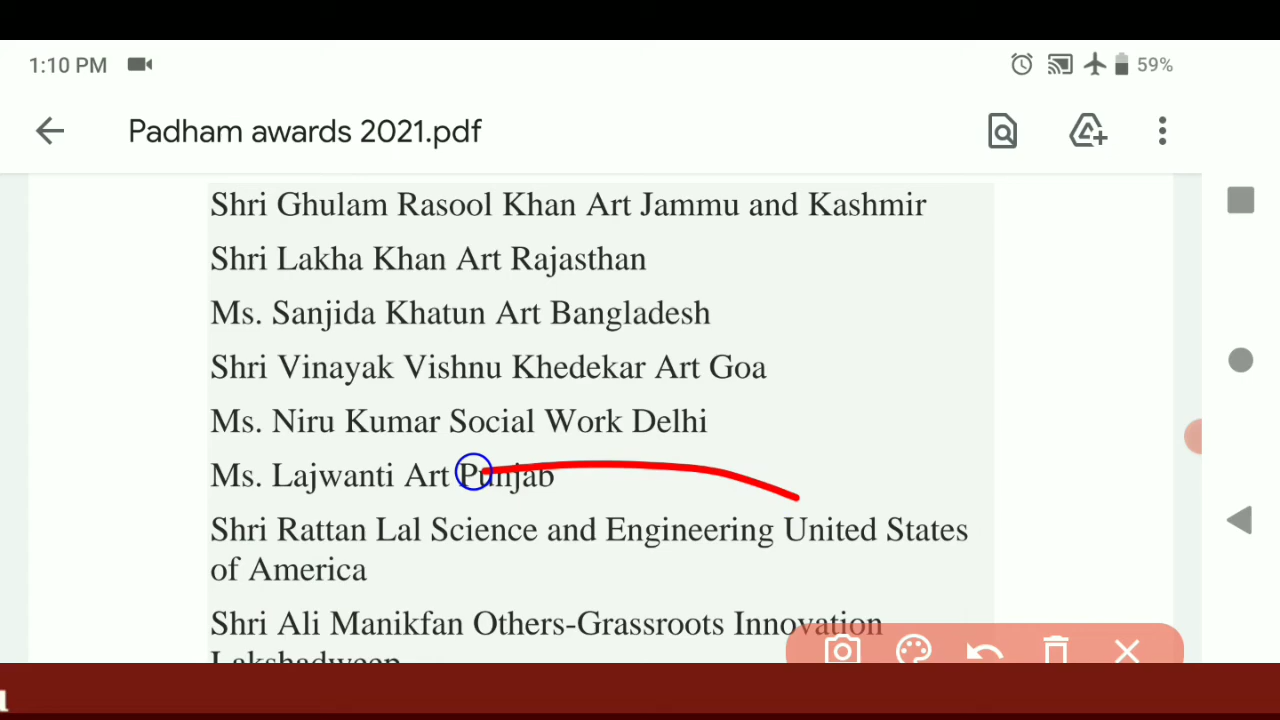 1:10 PM 59%
Padham awards 2021.pdf
Shri Ghulam Rasool Khan Art Jammu and Kashmir
Shri Lakha Khan Art Rajasthan
Ms. Sanjida Khatun Art Bangladesh
Shri Vinayak Vishnu Khedekar Art Goa
Ms. Niru Kumar Social Work Delhi
Ms. Lajwanti Art Punjab
Shri Rattan Lal Science and Engineering United States
of America
Shri Ali Manikfan Others-Grassroots Innovation
Lakshadweep